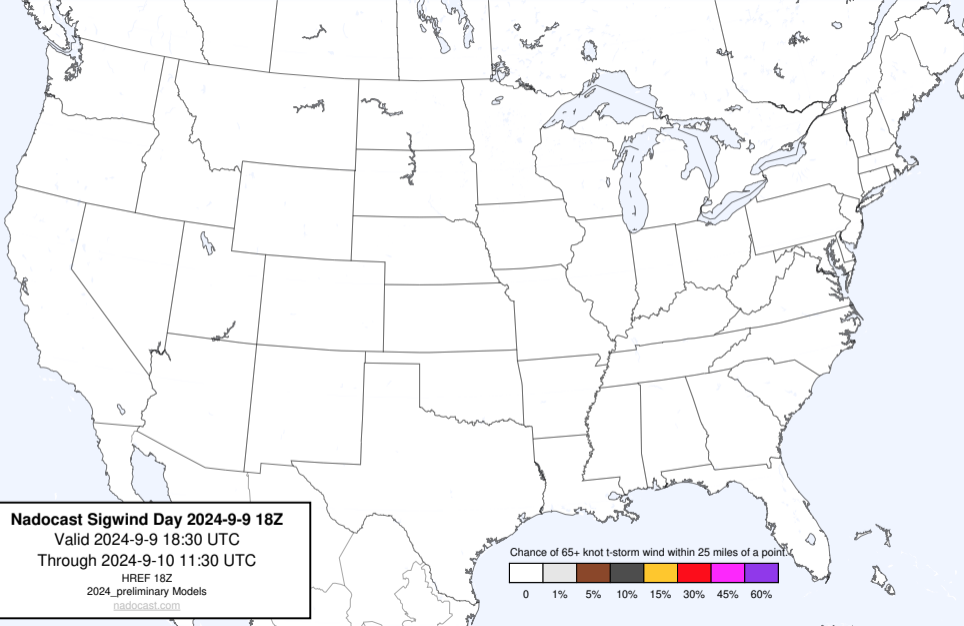 Nadocast Sigwind Day 2024-9-9 18Z
Valid 2024-9-9 18:30 UTC
Through 2024-9-10 11:30 UTC
HREF 18Z
2024_preliminary Models
nadocast.com
Chance of 65+ knot t-storm wind within 25 miles of a point.
0 1% 5% 10% 15% 30% 45% 60%